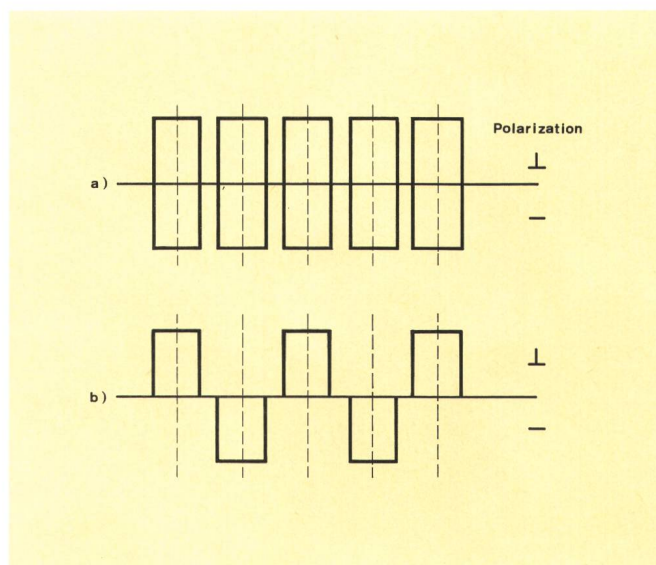 Polarization
⊥
a)
—
⊥
b)
—